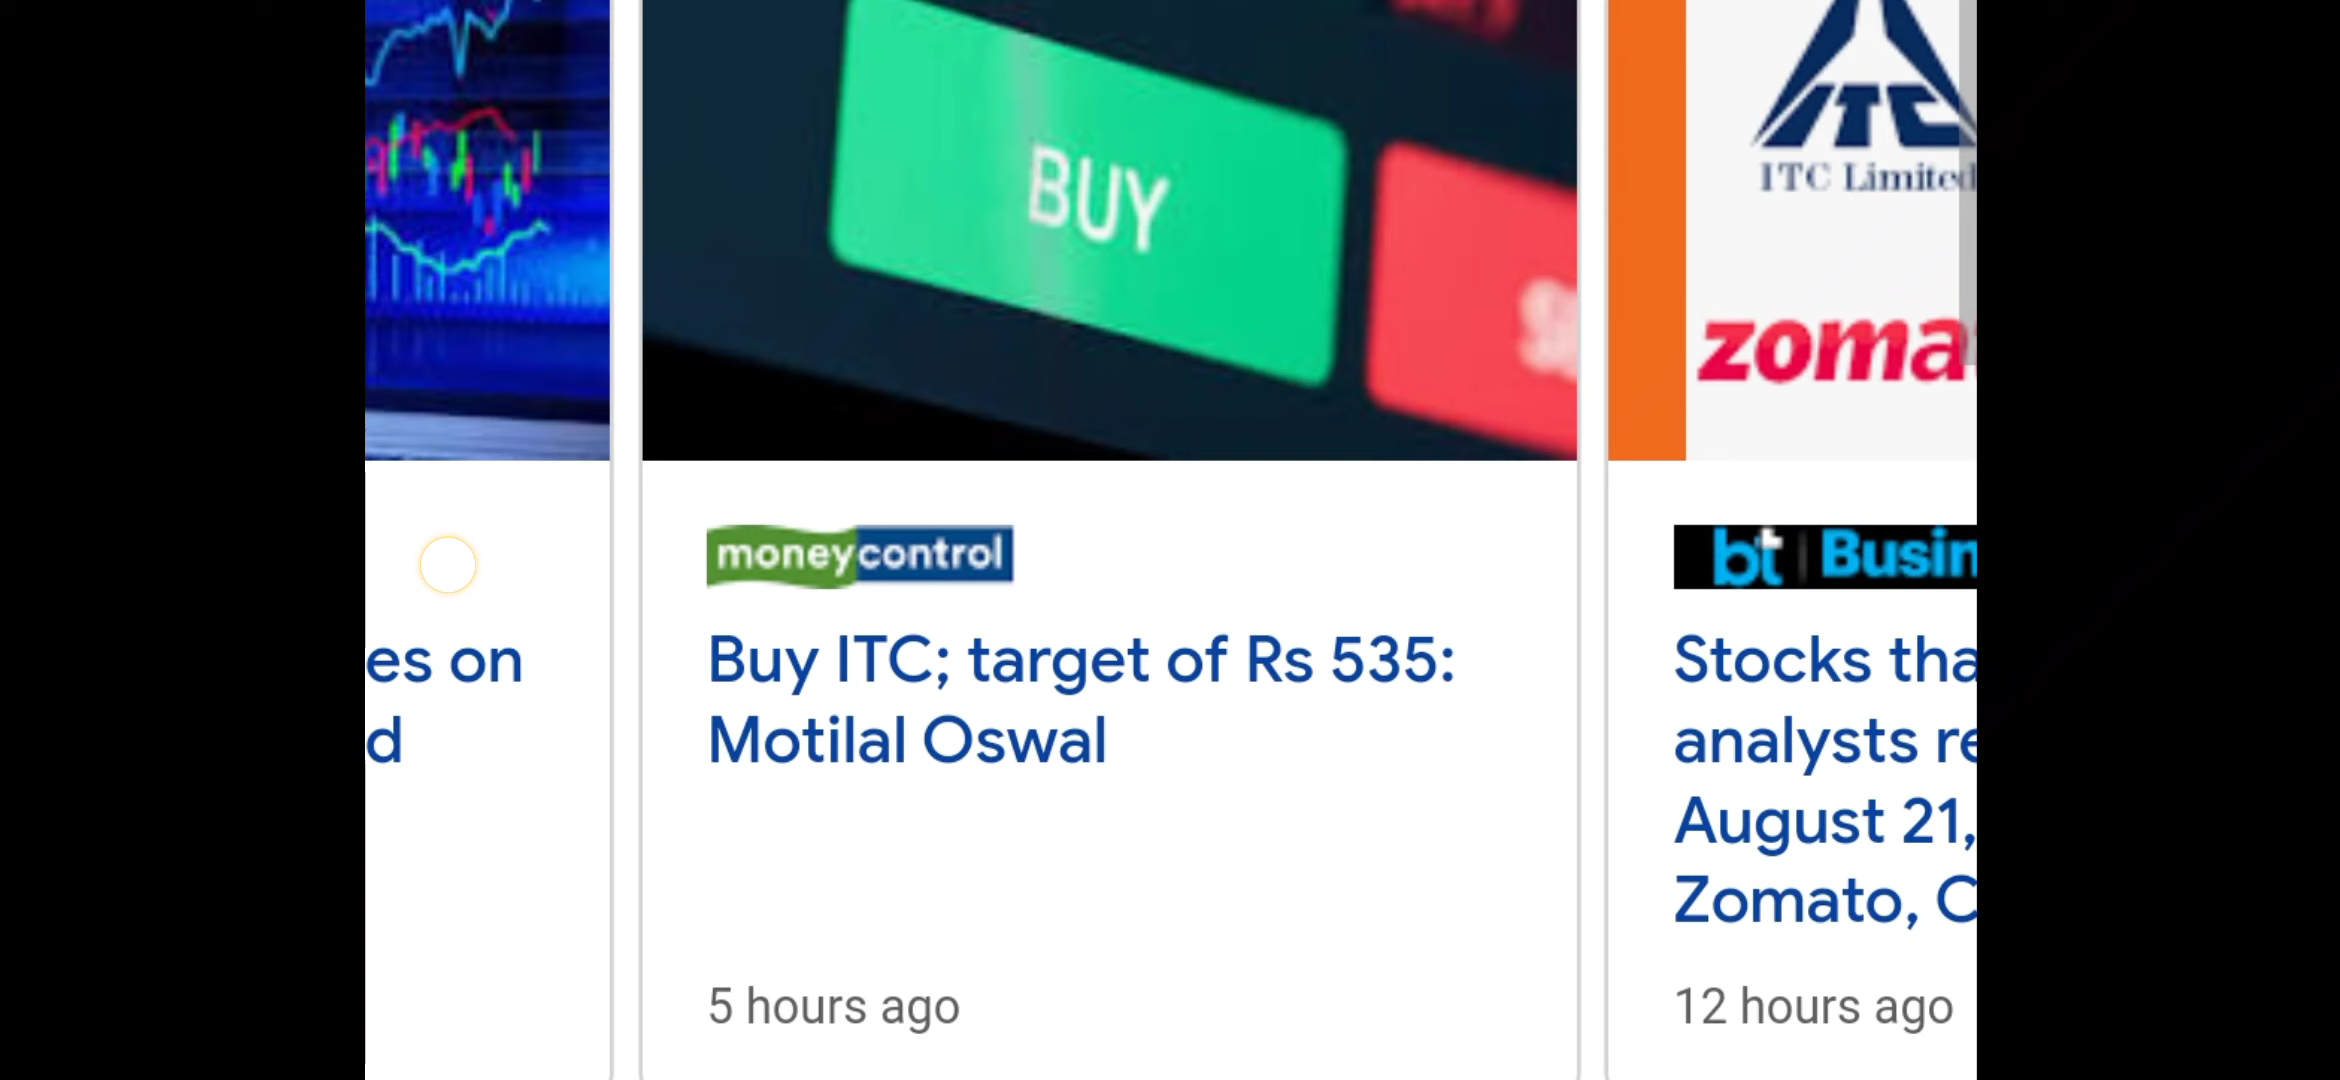 BUY
ITC
ITC Limited
zoma
es on
d
moneycontrol
Buy ITC; target of Rs 535:
Motilal Oswal
5 hours ago
bt Busin
Stocks tha
analysts re
August 21,
Zomato, C
12 hours ago